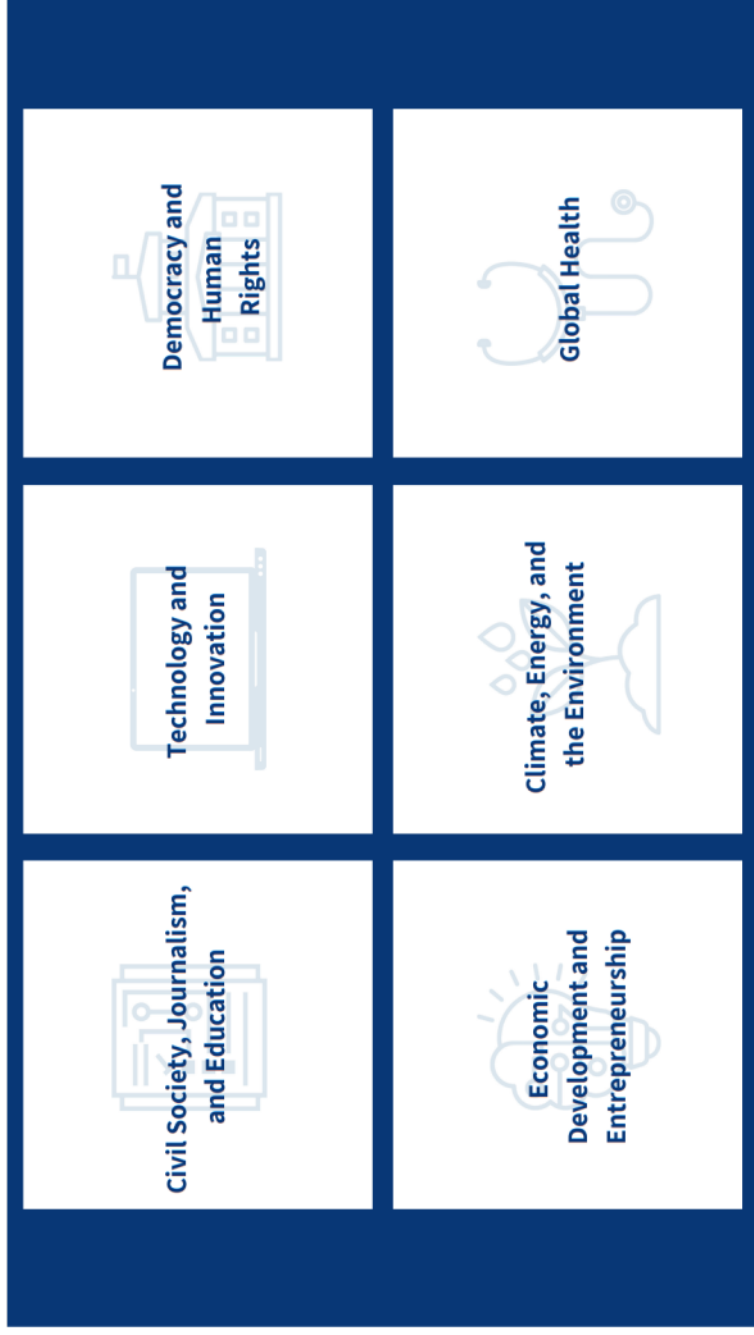 Civil Society, Journalism,
and Education
Technology and
Innovation
Democracy and
Human
Rights
Economic
Development and
Entrepreneurship
Climate, Energy, and
the Environment
Global Health